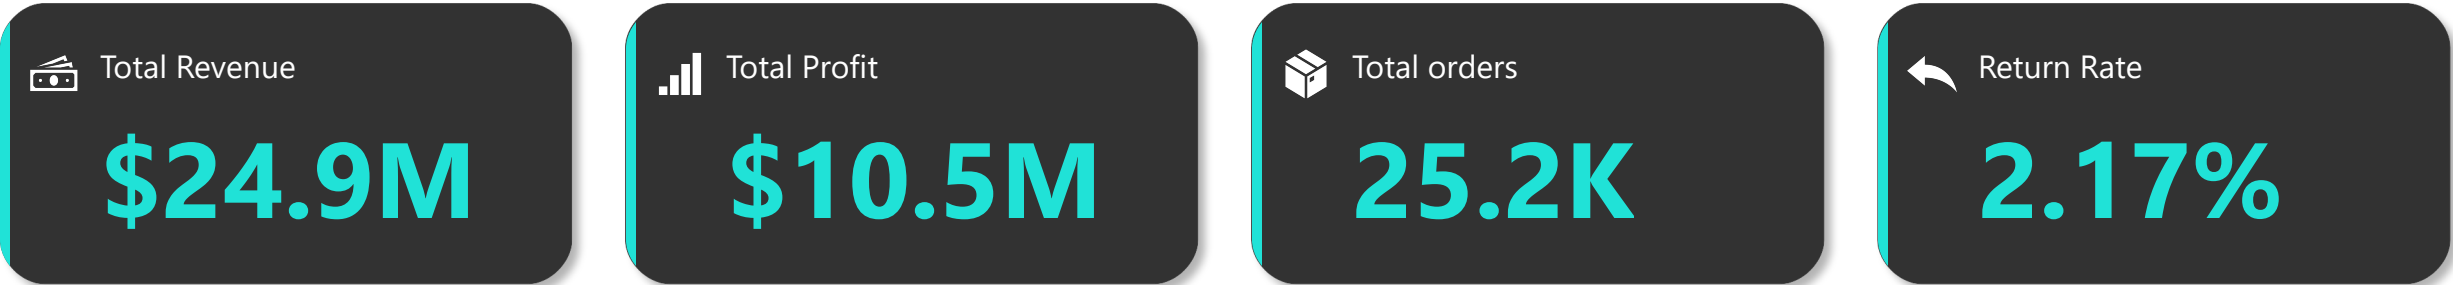 Total Revenue
$24.9M
Total Profit
$10.5M
Total orders
25.2K
Return Rate
2.17%